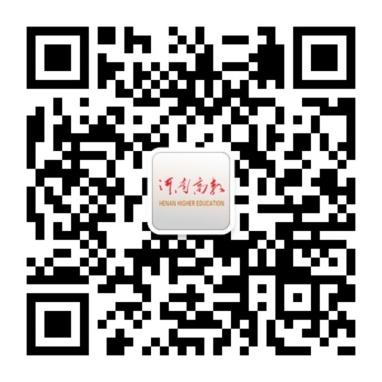 河南高教
HENAN HIGHER EDUCATION